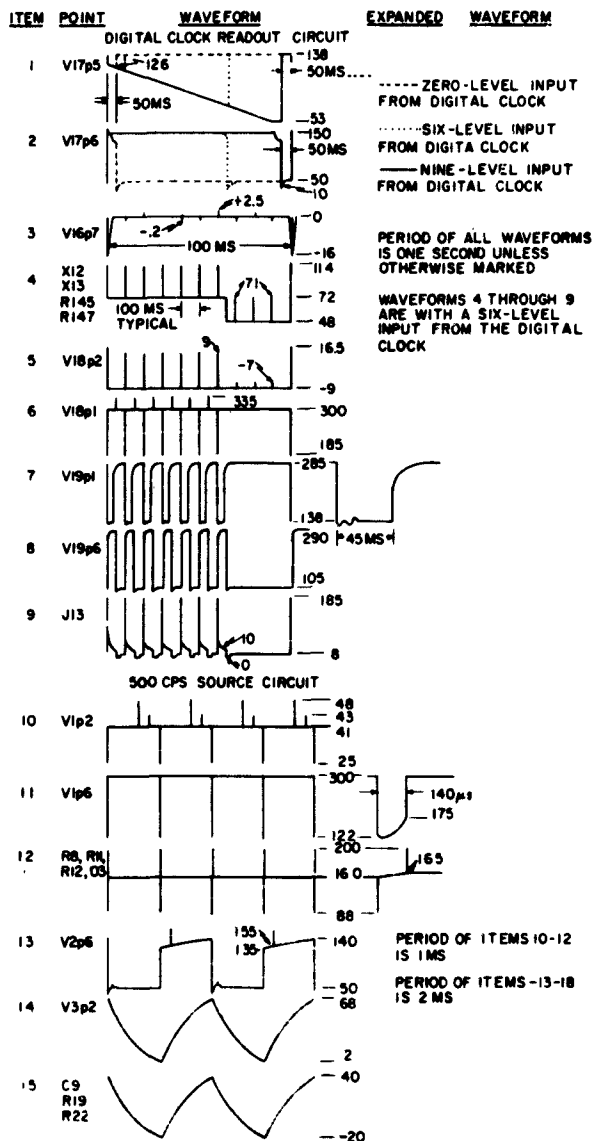 ITEM POINT WAVEFORM EXPANDED WAVEFORM
DIGITAL CLOCK READOUT CIRCUIT
1 V17p5 126 138
50MS
50MS
53
---- ZERO-LEVEL INPUT
FROM DIGITAL CLOCK
2 V17p6 150
50MS
50
10
...... SIX-LEVEL INPUT
FROM DIGITA CLOCK
— NINE-LEVEL INPUT
FROM DIGITAL CLOCK
+2.5
3 V16p7 0
-.2
100 MS
-16
PERIOD OF ALL WAVEFORMS
IS ONE SECOND UNLESS
OTHERWISE MARKED
4 X12 114
X13 71 72
R145 100 MS
R147 TYPICAL 48
WAVEFORMS 4 THROUGH 9
ARE WITH A SIX-LEVEL
INPUT FROM THE DIGITAL
CLOCK
5 V18p2 9 16.5
-7
-9
6 V18p1 335
300
185
7 V19p1 285
138
45MS
8 V19p6 290
105
9 J13 185
10
0
8
500 CPS SOURCE CIRCUIT
10 V1p2 48
43
41
25
11 V1p6 300
140µs
175
122
12 R8, R11, 200
R12, 03 160
165
88
13 V2p6 155 140
135
50
PERIOD OF ITEMS 10-12
IS 1MS
PERIOD OF ITEMS-13-18
IS 2 MS
14 V3p2 68
2
15 C9 40
R19
R22
-20